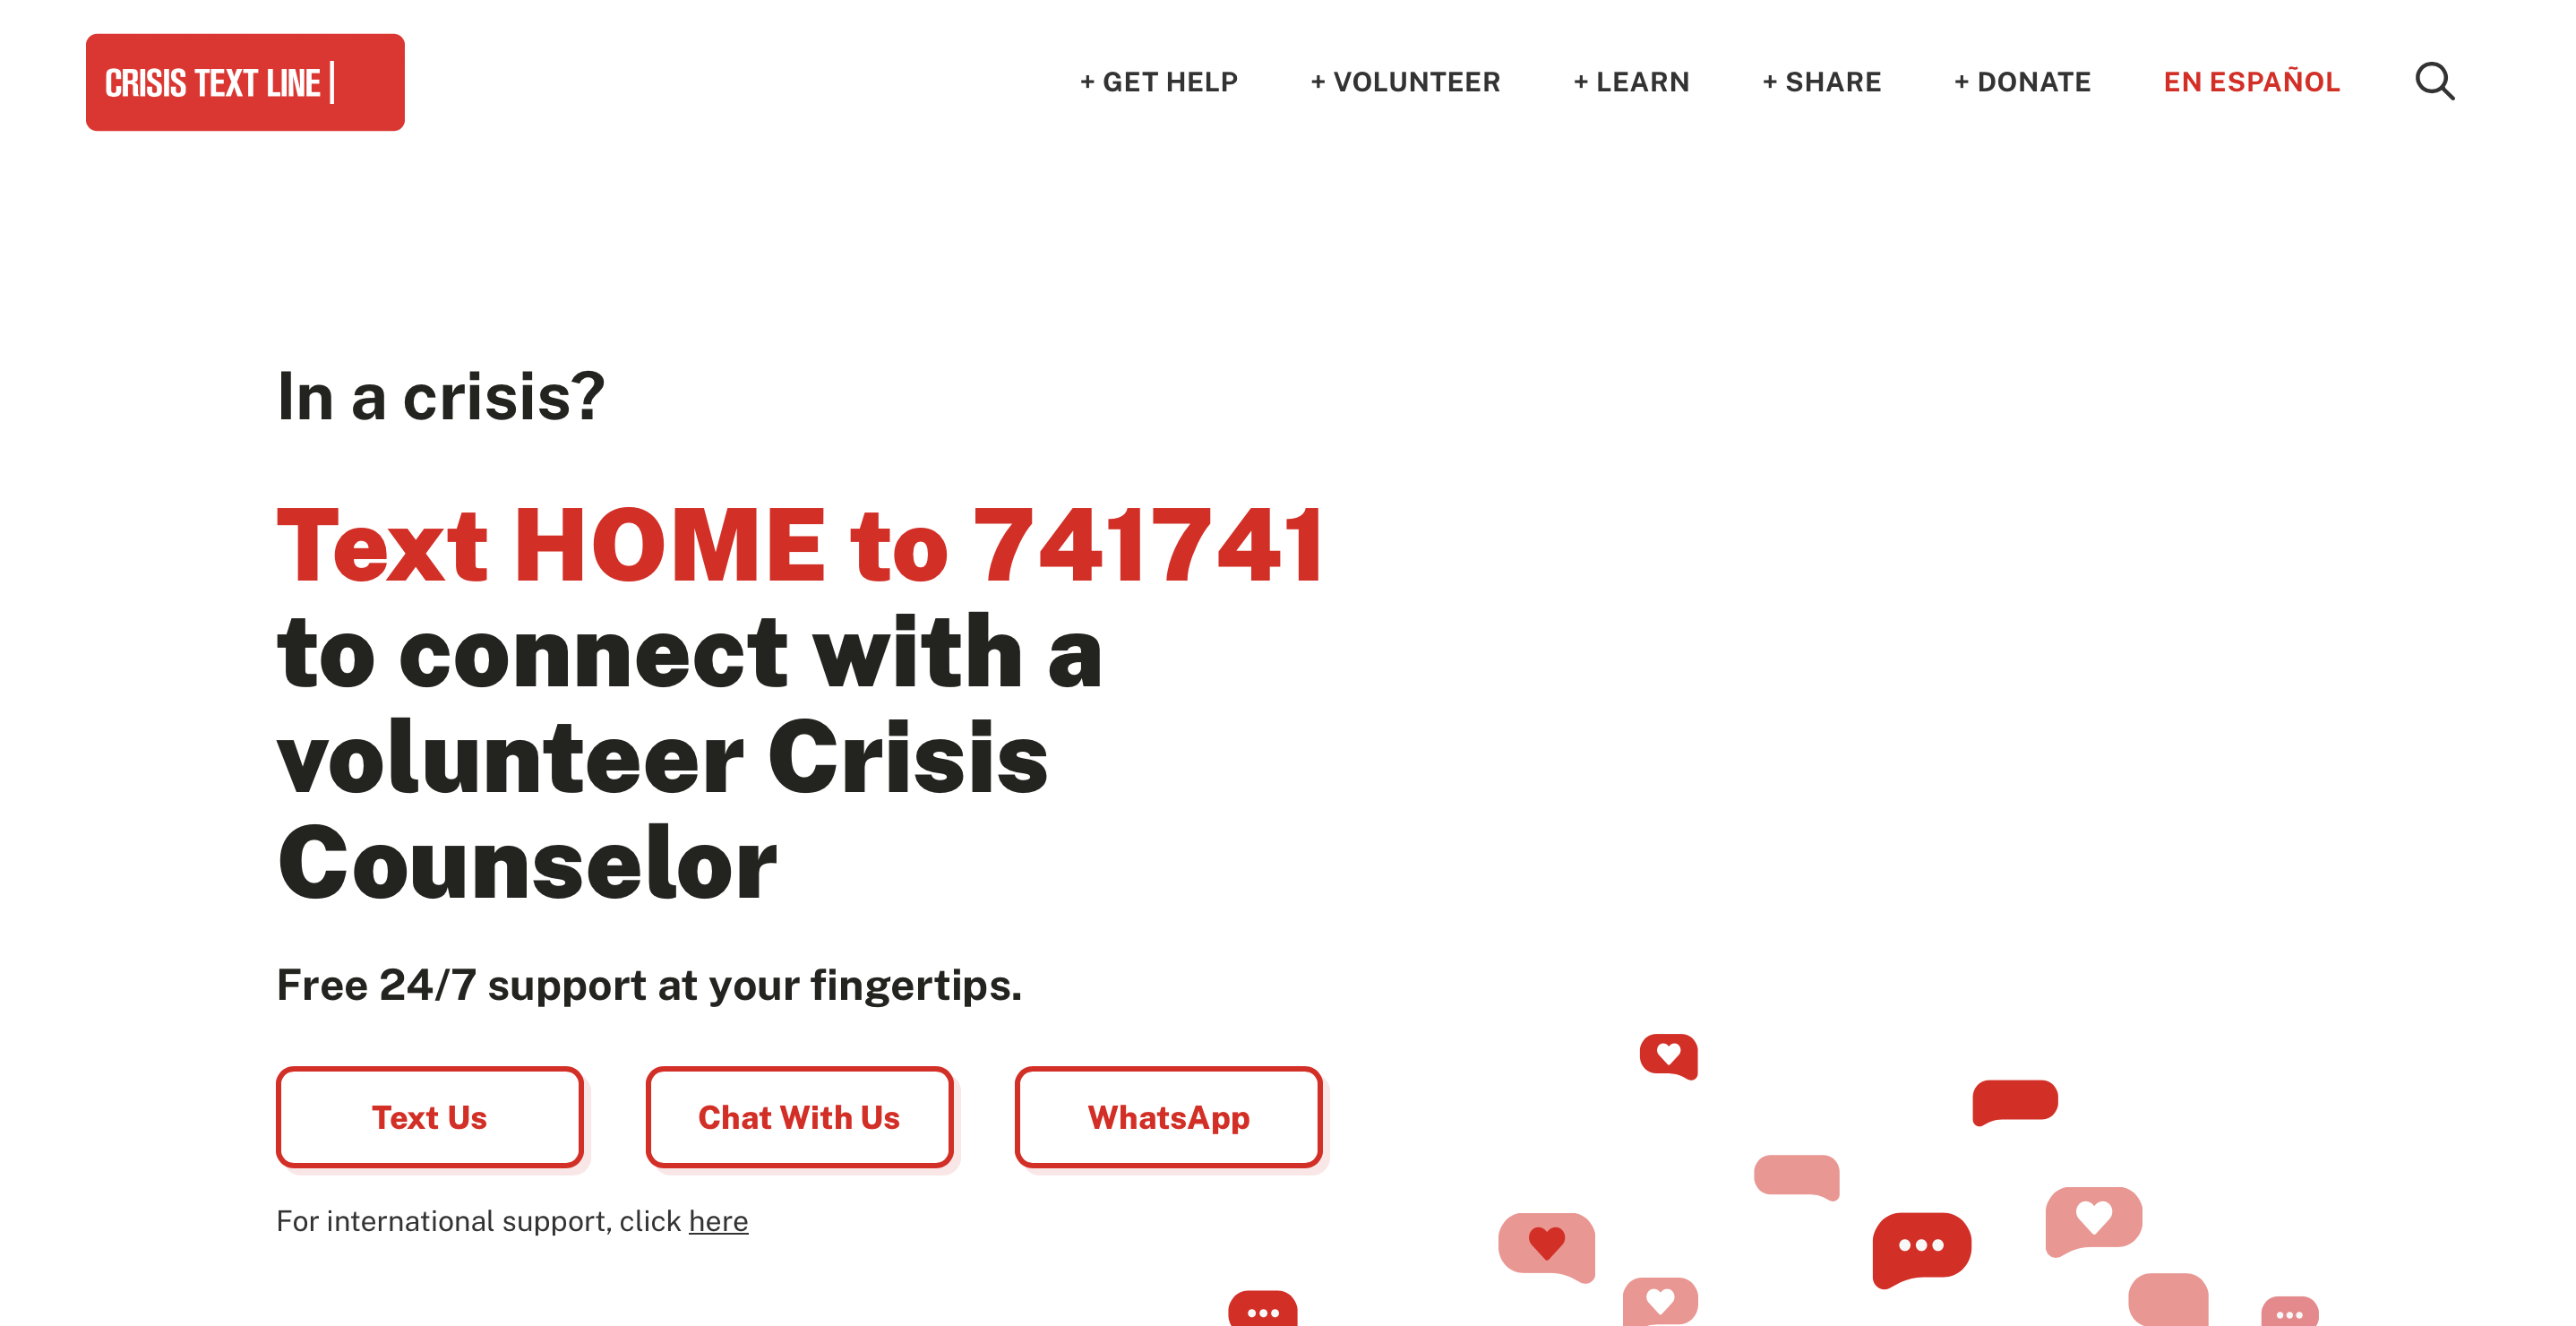 CRISIS TEXT LINE |
+ GET HELP + VOLUNTEER + LEARN + SHARE + DONATE EN ESPAÑOL
In a crisis?
Text HOME to 741741
to connect with a
volunteer Crisis
Counselor
Free 24/7 support at your fingertips.
Text Us Chat With Us WhatsApp
For international support, click here